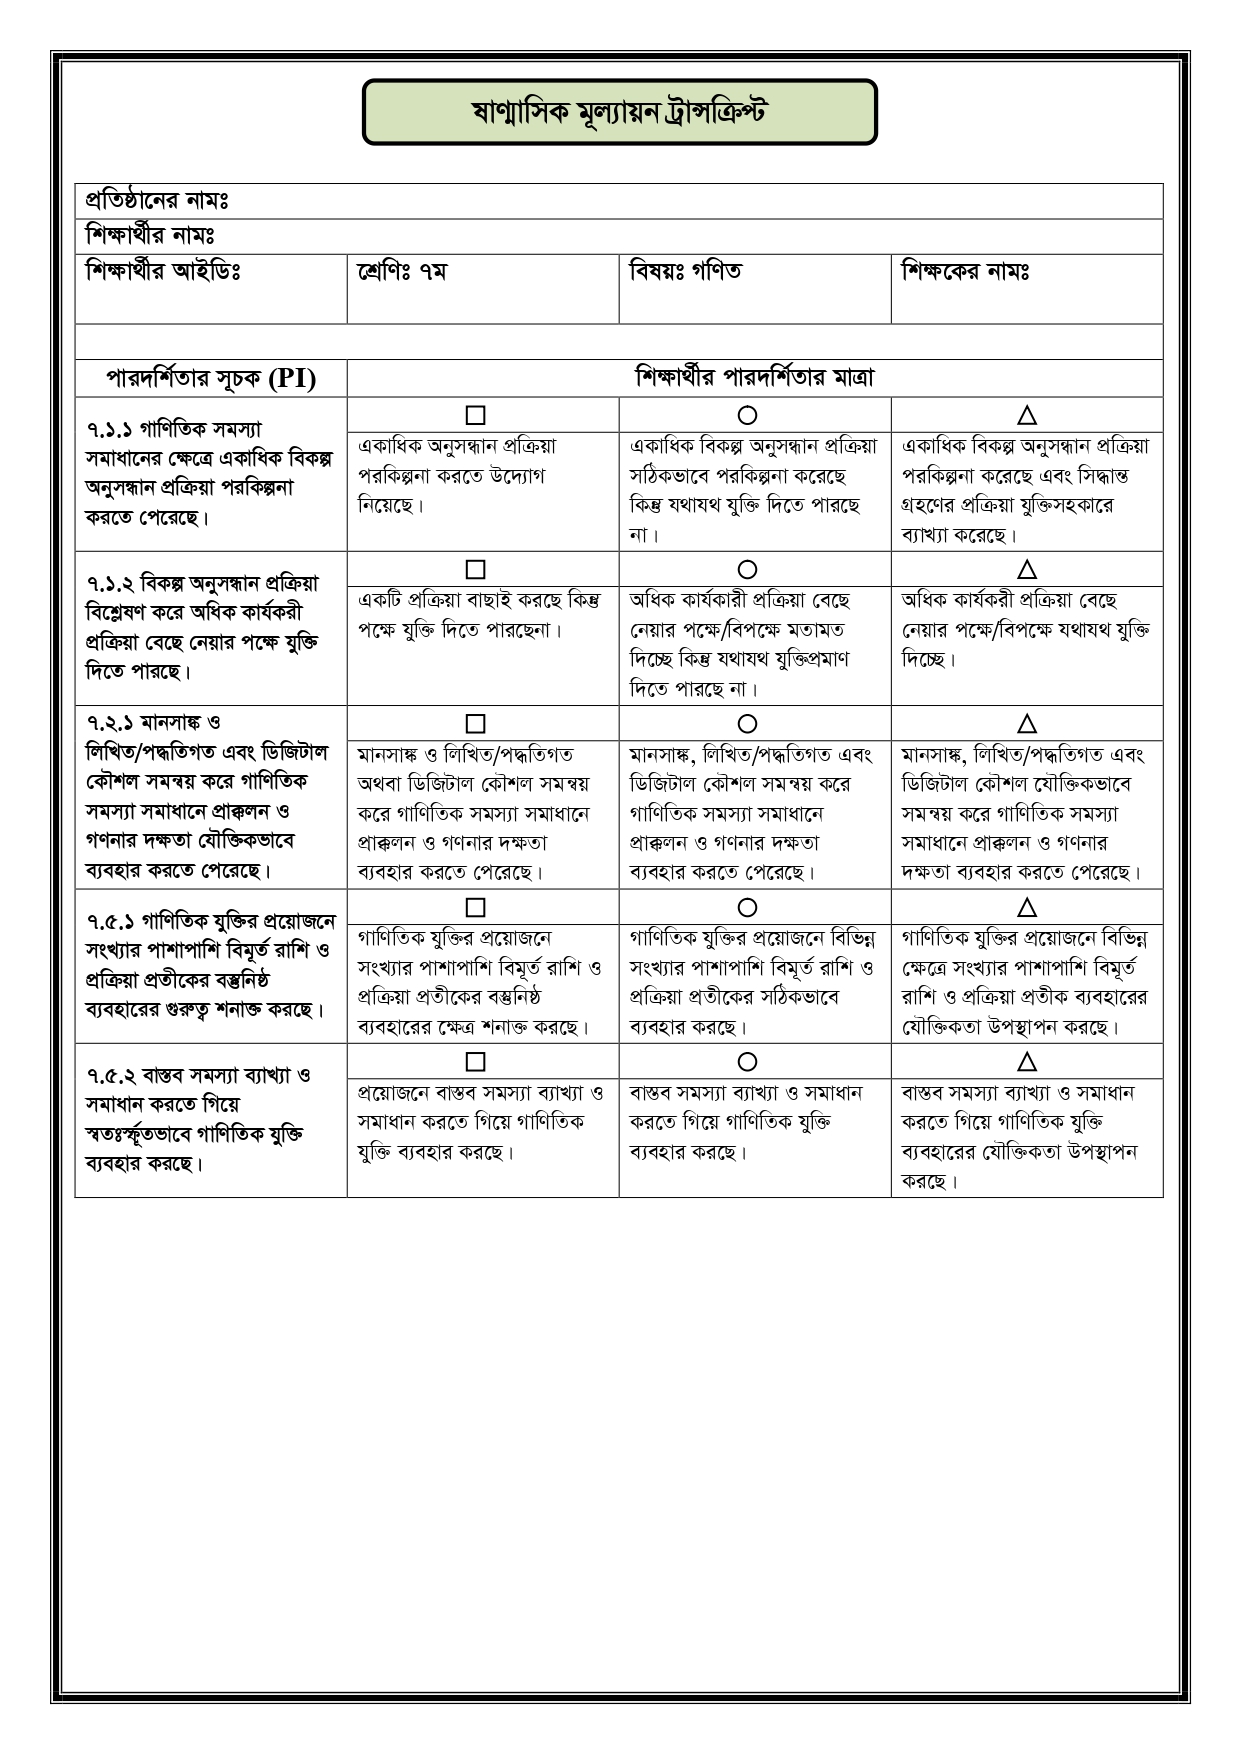 ষাণ্মাসিক মূল্যায়ন ট্রান্সক্রিপ্ট
প্রতিষ্ঠানের নামঃ
শিক্ষার্থীর নামঃ
শিক্ষার্থীর আইডিঃ শ্রেণিঃ ৭ম বিষয়ঃ গণিত শিক্ষকের নামঃ
পারদর্শিতার সূচক (PI) শিক্ষার্থীর পারদর্শিতার মাত্রা
৭.১.১ গাণিতিক সমস্যা
সমাধানের ক্ষেত্রে একাধিক বিকল্প
অনুসন্ধান প্রক্রিয়া পরকিল্পনা
করতে পেরেছে।
□
একাধিক অনুসন্ধান প্রক্রিয়া
পরকিল্পনা করতে উদ্যোগ
নিয়েছে।
○
একাধিক বিকল্প অনুসন্ধান প্রক্রিয়া
সঠিকভাবে পরকিল্পনা করেছে
কিন্তু যথাযথ যুক্তি দিতে পারছে
না।
△
একাধিক বিকল্প অনুসন্ধান প্রক্রিয়া
পরকিল্পনা করেছে এবং সিদ্ধান্ত
গ্রহণের প্রক্রিয়া যুক্তিসহকারে
ব্যাখ্যা করেছে।
৭.১.২ বিকল্প অনুসন্ধান প্রক্রিয়া
বিশ্লেষণ করে অধিক কার্যকরী
প্রক্রিয়া বেছে নেয়ার পক্ষে যুক্তি
দিতে পারছে।
□
একটি প্রক্রিয়া বাছাই করছে কিন্তু
পক্ষে যুক্তি দিতে পারছেনা।
○
অধিক কার্যকারী প্রক্রিয়া বেছে
নেয়ার পক্ষে/বিপক্ষে মতামত
দিচ্ছে কিন্তু যথাযথ যুক্তিপ্রমাণ
দিতে পারছে না।
△
অধিক কার্যকরী প্রক্রিয়া বেছে
নেয়ার পক্ষে/বিপক্ষে যথাযথ যুক্তি
দিচ্ছে।
৭.২.১ মানসাঙ্ক ও
লিখিত/পদ্ধতিগত এবং ডিজিটাল
কৌশল সমন্বয় করে গাণিতিক
সমস্যা সমাধানে প্রাক্কলন ও
গণনার দক্ষতা যৌক্তিকভাবে
ব্যবহার করতে পেরেছে।
□
মানসাঙ্ক ও লিখিত/পদ্ধতিগত
অথবা ডিজিটাল কৌশল সমন্বয়
করে গাণিতিক সমস্যা সমাধানে
প্রাক্কলন ও গণনার দক্ষতা
ব্যবহার করতে পেরেছে।
○
মানসাঙ্ক, লিখিত/পদ্ধতিগত এবং
ডিজিটাল কৌশল সমন্বয় করে
গাণিতিক সমস্যা সমাধানে
প্রাক্কলন ও গণনার দক্ষতা
ব্যবহার করতে পেরেছে।
△
মানসাঙ্ক, লিখিত/পদ্ধতিগত এবং
ডিজিটাল কৌশল যৌক্তিকভাবে
সমন্বয় করে গাণিতিক সমস্যা
সমাধানে প্রাক্কলন ও গণনার
দক্ষতা ব্যবহার করতে পেরেছে।
৭.৫.১ গাণিতিক যুক্তির প্রয়োজনে
সংখ্যার পাশাপাশি বিমূর্ত রাশি ও
প্রক্রিয়া প্রতীকের বস্তুনিষ্ঠ
ব্যবহারের গুরুত্ব শনাক্ত করছে।
□
গাণিতিক যুক্তির প্রয়োজনে
সংখ্যার পাশাপাশি বিমূর্ত রাশি ও
প্রক্রিয়া প্রতীকের বস্তুনিষ্ঠ
ব্যবহারের ক্ষেত্র শনাক্ত করছে।
○
গাণিতিক যুক্তির প্রয়োজনে বিভিন্ন
সংখ্যার পাশাপাশি বিমূর্ত রাশি ও
প্রক্রিয়া প্রতীকের সঠিকভাবে
ব্যবহার করছে।
△
গাণিতিক যুক্তির প্রয়োজনে বিভিন্ন
ক্ষেত্রে সংখ্যার পাশাপাশি বিমূর্ত
রাশি ও প্রক্রিয়া প্রতীক ব্যবহারের
যৌক্তিকতা উপস্থাপন করছে।
৭.৫.২ বাস্তব সমস্যা ব্যাখ্যা ও
সমাধান করতে গিয়ে
স্বতঃস্ফূর্তভাবে গাণিতিক যুক্তি
ব্যবহার করছে।
□
প্রয়োজনে বাস্তব সমস্যা ব্যাখ্যা ও
সমাধান করতে গিয়ে গাণিতিক
যুক্তি ব্যবহার করছে।
○
বাস্তব সমস্যা ব্যাখ্যা ও সমাধান
করতে গিয়ে গাণিতিক যুক্তি
ব্যবহার করছে।
△
বাস্তব সমস্যা ব্যাখ্যা ও সমাধান
করতে গিয়ে গাণিতিক যুক্তি
ব্যবহারের যৌক্তিকতা উপস্থাপন
করছে।